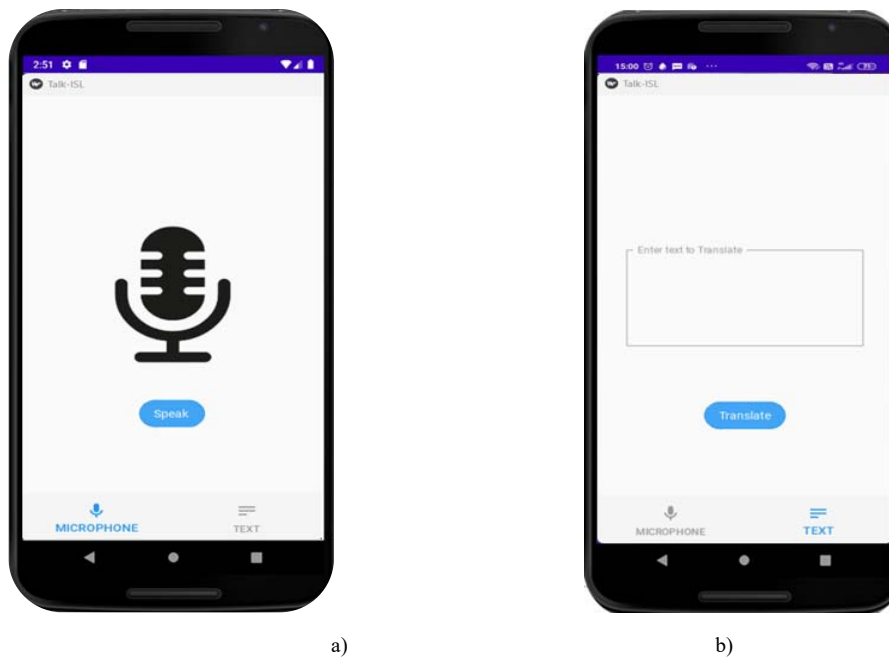 2:51
Talk-ISL
Speak
MICROPHONE
TEXT
15:00
Talk-ISL
Enter text to Translate
Translate
MICROPHONE
TEXT
a)
b)